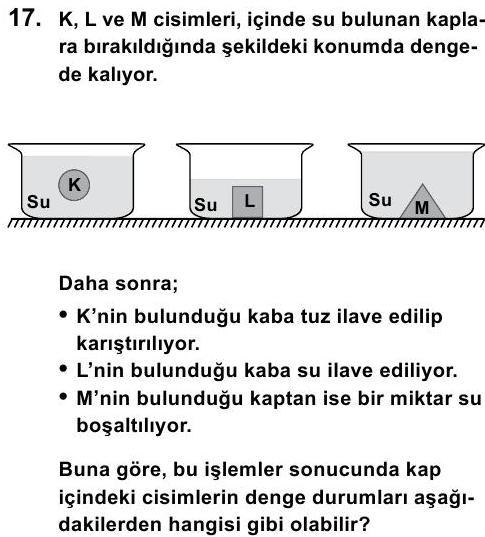 17. K, L ve M cisimleri, içinde su bulunan kapla-
ra bırakıldığında şekildeki konumda denge-
de kalıyor.
K
Su
Su
L
Su
M
Daha sonra;
• K’nin bulunduğu kaba tuz ilave edilip
karıştırılıyor.
• L’nin bulunduğu kaba su ilave ediliyor.
• M’nin bulunduğu kaptan ise bir miktar su
boşaltılıyor.
Buna göre, bu işlemler sonucunda kap
içindeki cisimlerin denge durumları aşağı-
dakilerden hangisi gibi olabilir?